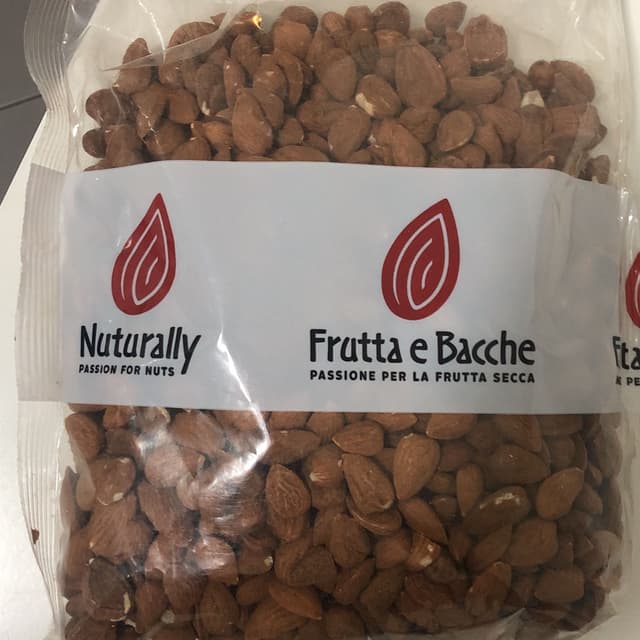 Nuturally
PASSION FOR NUTS
Frutta e Bacche
PASSIONE PER LA FRUTTA SECCA